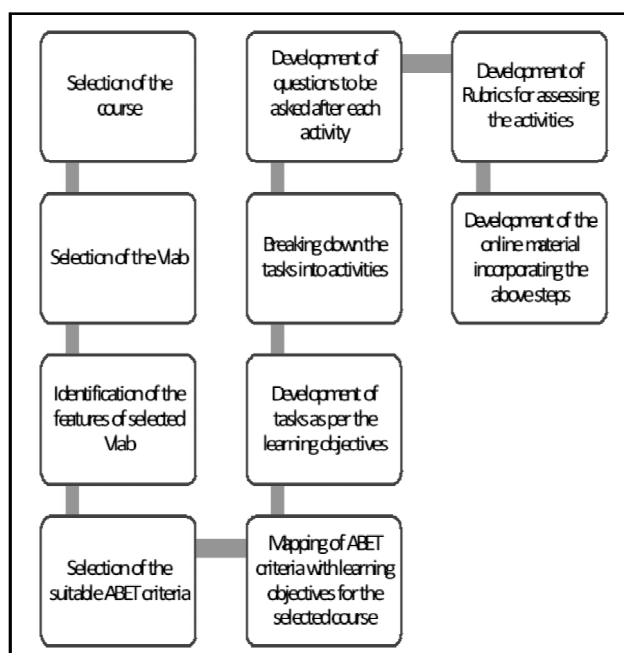 Selection of the
course
Selection of the Vlab
Identification of the
features of selected
Vlab
Selection of the
suitable ABET criteria
Mapping of ABET
criteria with learning
objectives for the
selected course
Development of
tasks as per the
learning objectives
Breaking down the
tasks into activities
Development of
questions to be
asked after each
activity
Development of
Rubrics for assessing
the activities
Development of the
online material
incorporating the
above steps